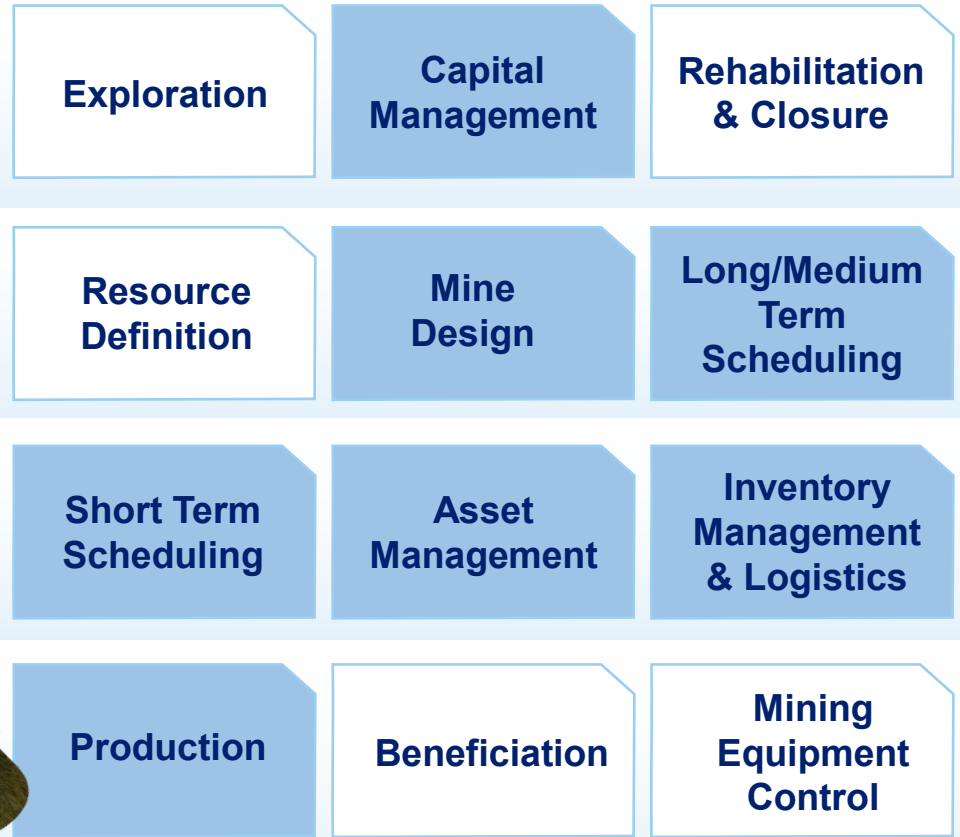 Exploration
Capital
Management
Rehabilitation
& Closure
Resource
Definition
Mine
Design
Long/Medium
Term
Scheduling
Short Term
Scheduling
Asset
Management
Inventory
Management
& Logistics
Production
Beneficiation
Mining
Equipment
Control